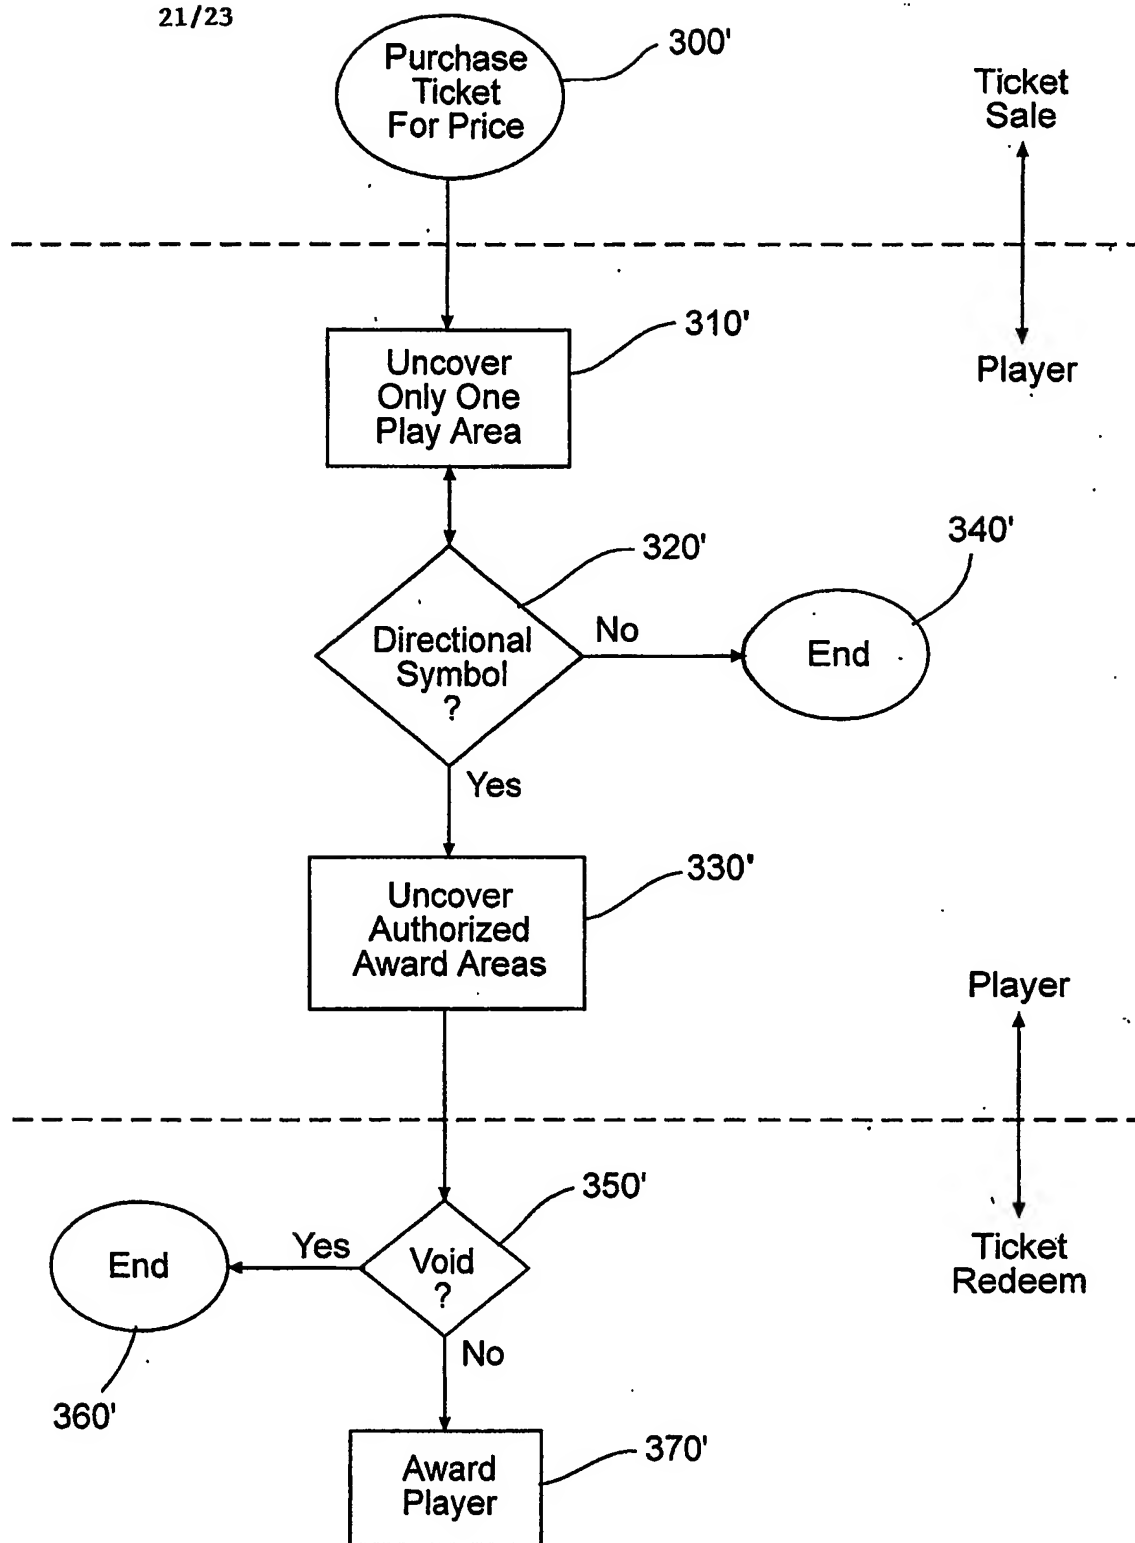 21/23
Purchase
Ticket
For Price
300'
Ticket
Sale
Player
310'
Uncover
Only One
Play Area
320'
340'
Directional
Symbol
?
No
End
Yes
330'
Uncover
Authorized
Award Areas
Player
350'
Ticket
Redeem
End
Yes
Void
?
No
360'
370'
Award
Player